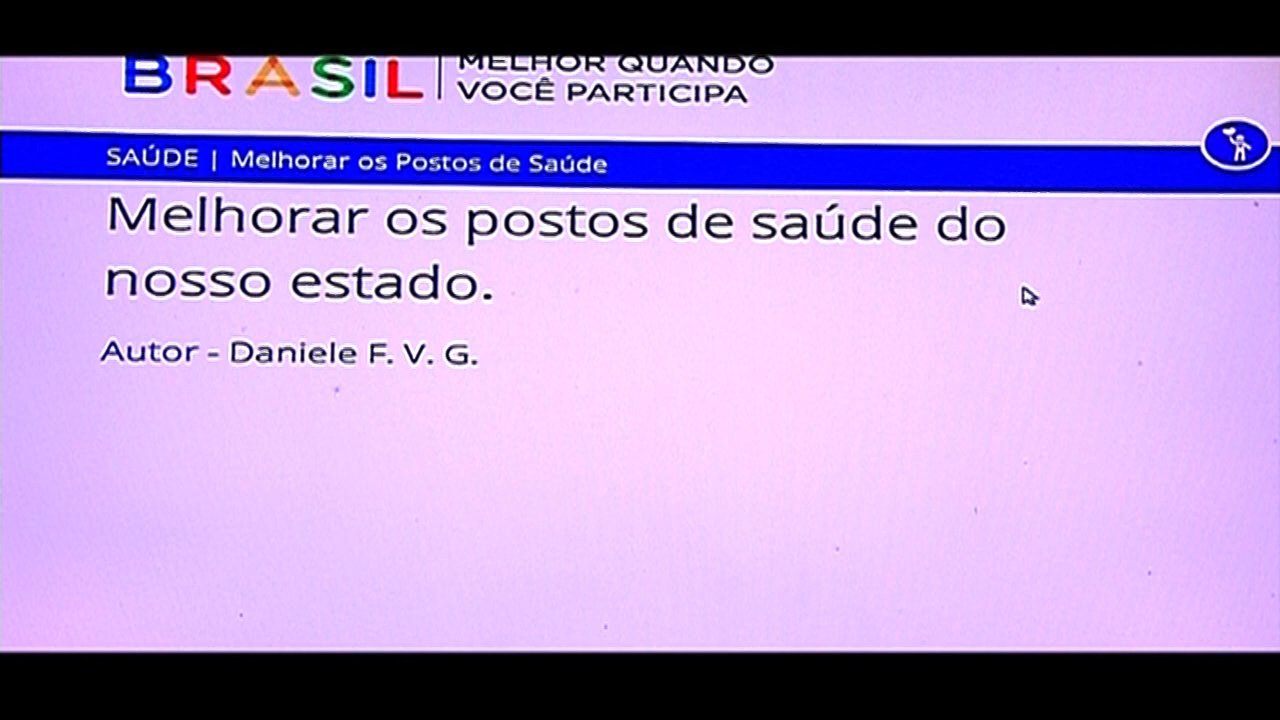 BRASIL | MELHOR QUANDO
VOCÊ PARTICIPA
SAÚDE | Melhorar os Postos de Saúde
Melhorar os postos de saúde do
nosso estado.
Autor - Daniele F. V. G.